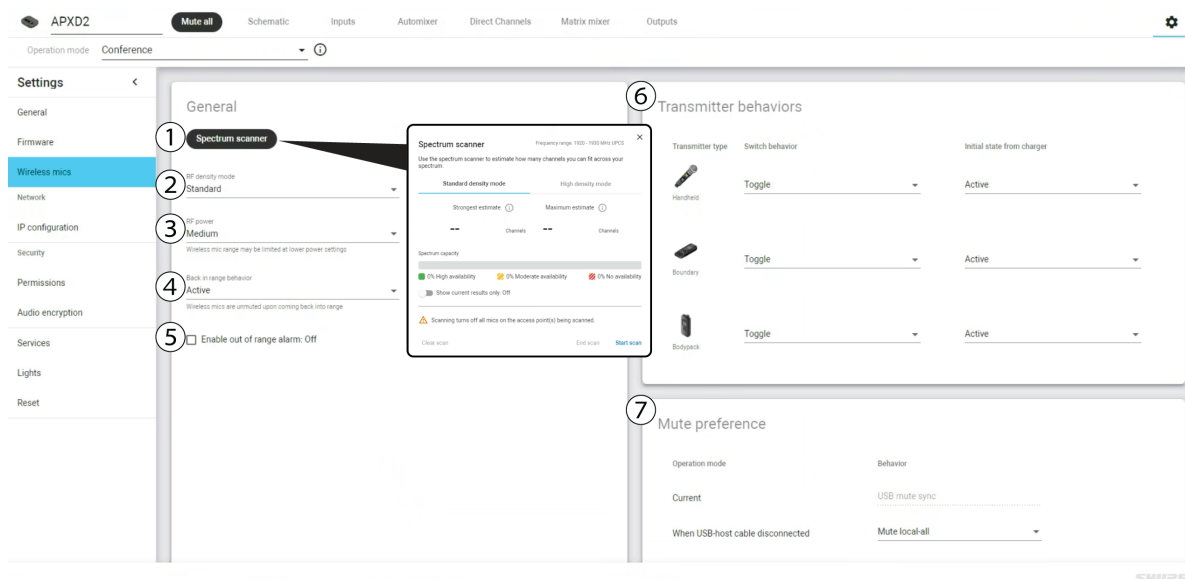 APXD2
Mute all
Schematic
Inputs
Automixer
Direct Channels
Matrix mixer
Outputs
Operation mode Conference
Settings
General
Firmware
Wireless mics
Network
IP configuration
Security
Permissions
Audio encryption
Services
Lights
Reset
General
1
Spectrum scanner
2
RF density mode
Standard
3
RF power
Medium
Wireless mic range may be limited at lower power settings
4
Back in range behavior
Active
Wireless mics are unmuted upon coming back into range
5
Enable out of range alarm: Off
Spectrum scanner
Frequency range: 1920 - 1930 MHz UPCS
Use the spectrum scanner to estimate how many channels you can fit across your
spectrum.
Standard density mode
High density mode
Strongest estimate
Maximum estimate
-- Channels
-- Channels
Spectrum capacity
0% High availability
0% Moderate availability
0% No availability
Show current results only: Off
Scanning turns off all mics on the access point(s) being scanned.
Clear scan
End scan
Start scan
6
Transmitter behaviors
Transmitter type
Switch behavior
Initial state from charger
Handheld
Toggle
Active
Boundary
Toggle
Active
Bodypack
Toggle
Active
7
Mute preference
Operation mode
Behavior
Current
USB mute sync
When USB-host cable disconnected
Mute local-all